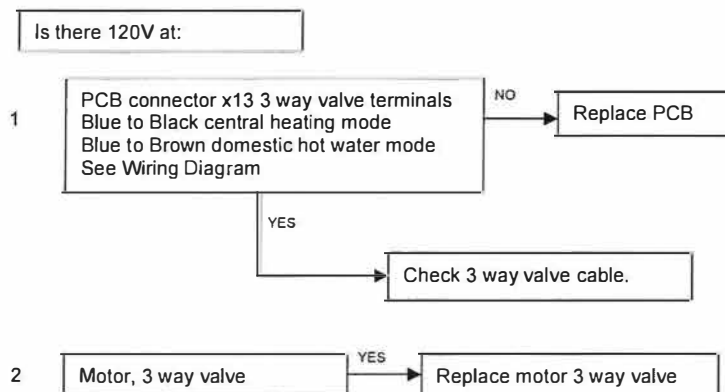 Is there 120V at:
1
PCB connector x13 3 way valve terminals
Blue to Black central heating mode
Blue to Brown domestic hot water mode
See Wiring Diagram
NO
Replace PCB
YES
Check 3 way valve cable.
2
Motor, 3 way valve
YES
Replace motor 3 way valve